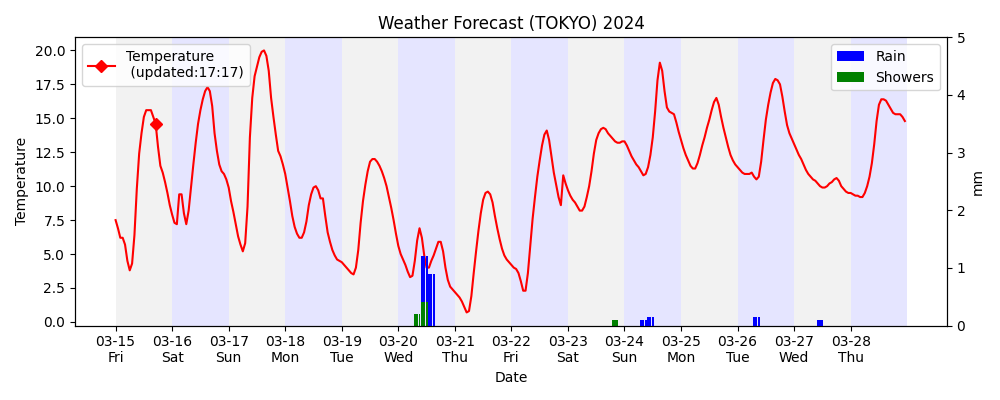 Weather Forecast (TOKYO) 2024
Temperature
(updated:17:17)
Rain
Showers
Temperature
20.0
17.5
15.0
12.5
10.0
7.5
5.0
2.5
0.0
5
4
3
2
1
0
mm
03-15 03-16 03-17 03-18 03-19 03-20 03-21 03-22 03-23 03-24 03-25 03-26 03-27 03-28
Fri Sat Sun Mon Tue Wed Thu Fri Sat Sun Mon Tue Wed Thu
Date